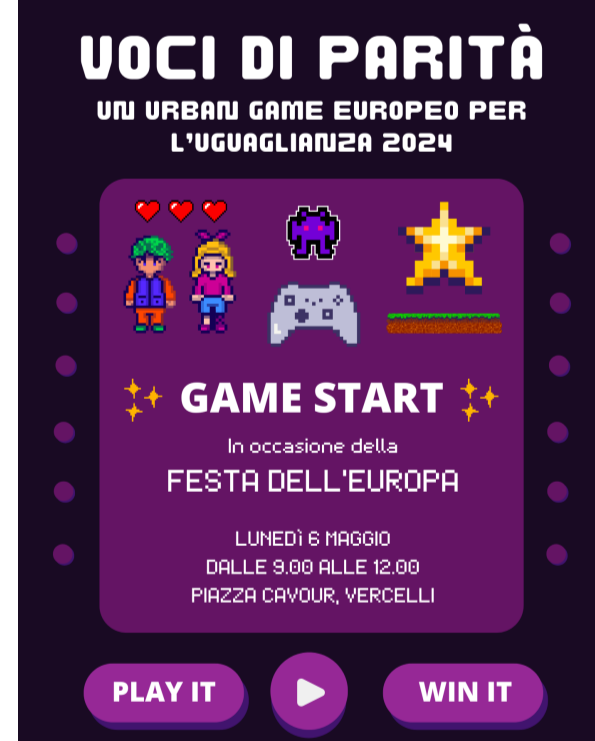 VOCI DI PARITÀ
UN URBAN GAME EUROPEO PER
L'UGUAGLIANZA 2024
L
GAME START
In occasione della
FESTA DELL'EUROPA
LUNEDì 6 MAGGIO
DALLE 9.00 ALLE 12.00
PIAZZA CAVOUR, VERCELLI
PLAY IT
WIN IT